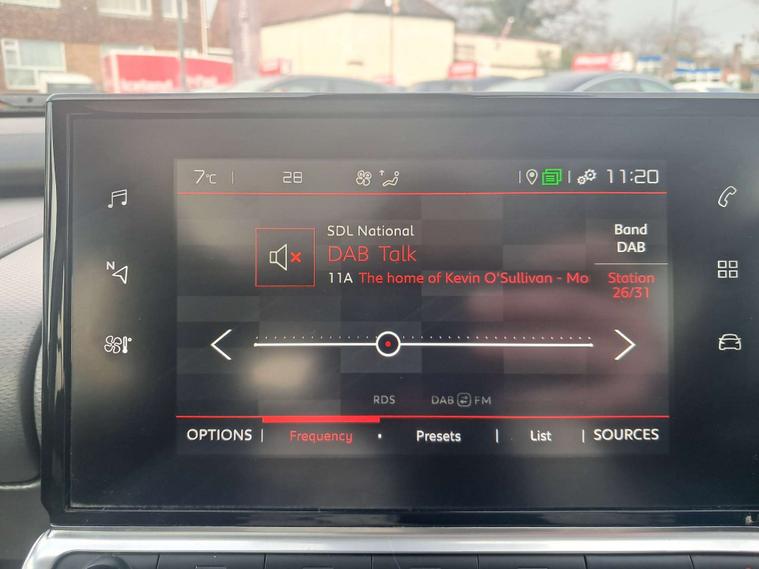 7°C | 28 | | 11:20
SDL National
DAB Talk
11A The home of Kevin O'Sullivan - Mo
Band
DAB
Station
26/31
N
RDS DAB FM
OPTIONS | Frequency | Presets | List | SOURCES